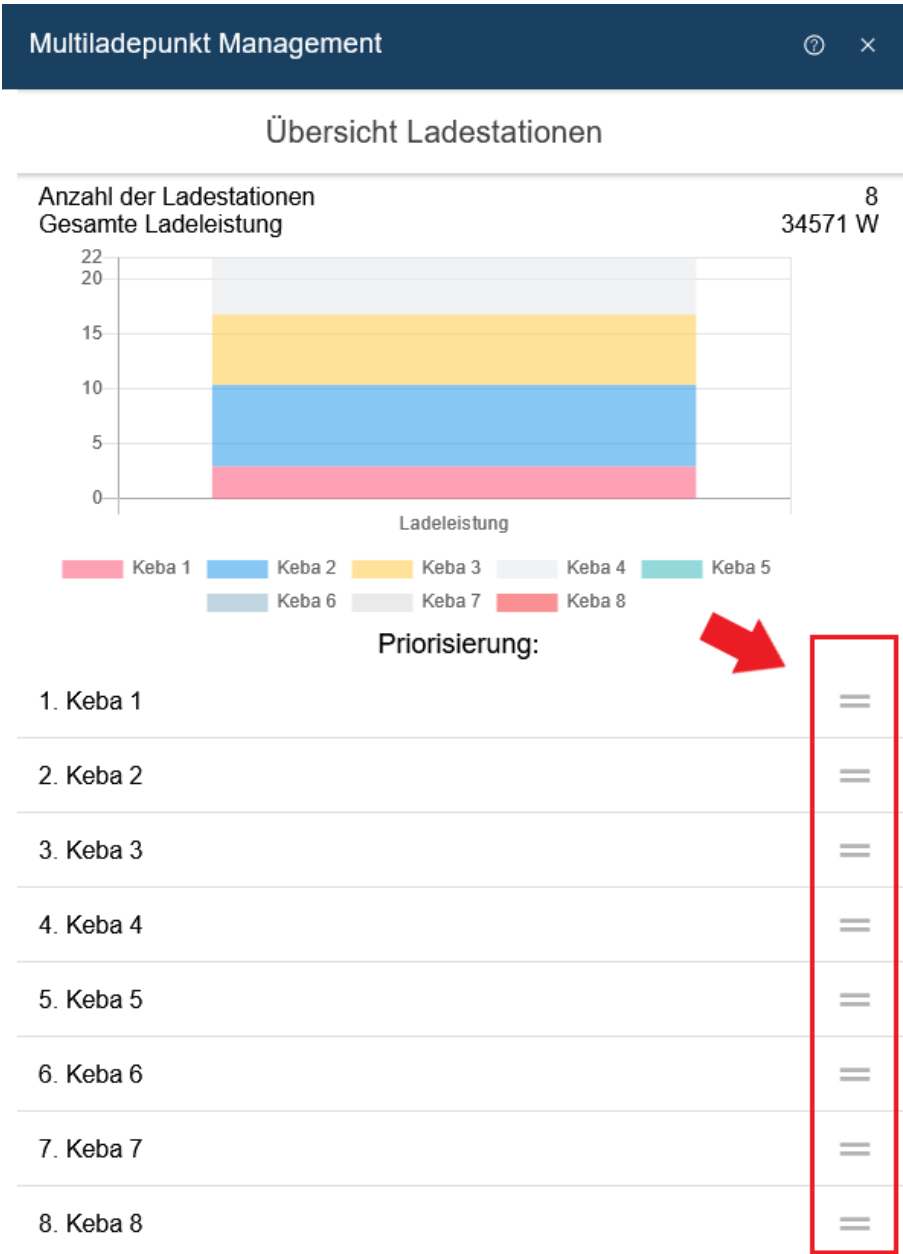 Multiladepunkt Management
Übersicht Ladestationen
Anzahl der Ladestationen 8
Gesamte Ladeleistung 34571 W
22
20
15
10
5
0
Ladeleistung
Keba 1 Keba 2 Keba 3 Keba 4 Keba 5
Keba 6 Keba 7 Keba 8
Priorisierung:
1. Keba 1
2. Keba 2
3. Keba 3
4. Keba 4
5. Keba 5
6. Keba 6
7. Keba 7
8. Keba 8